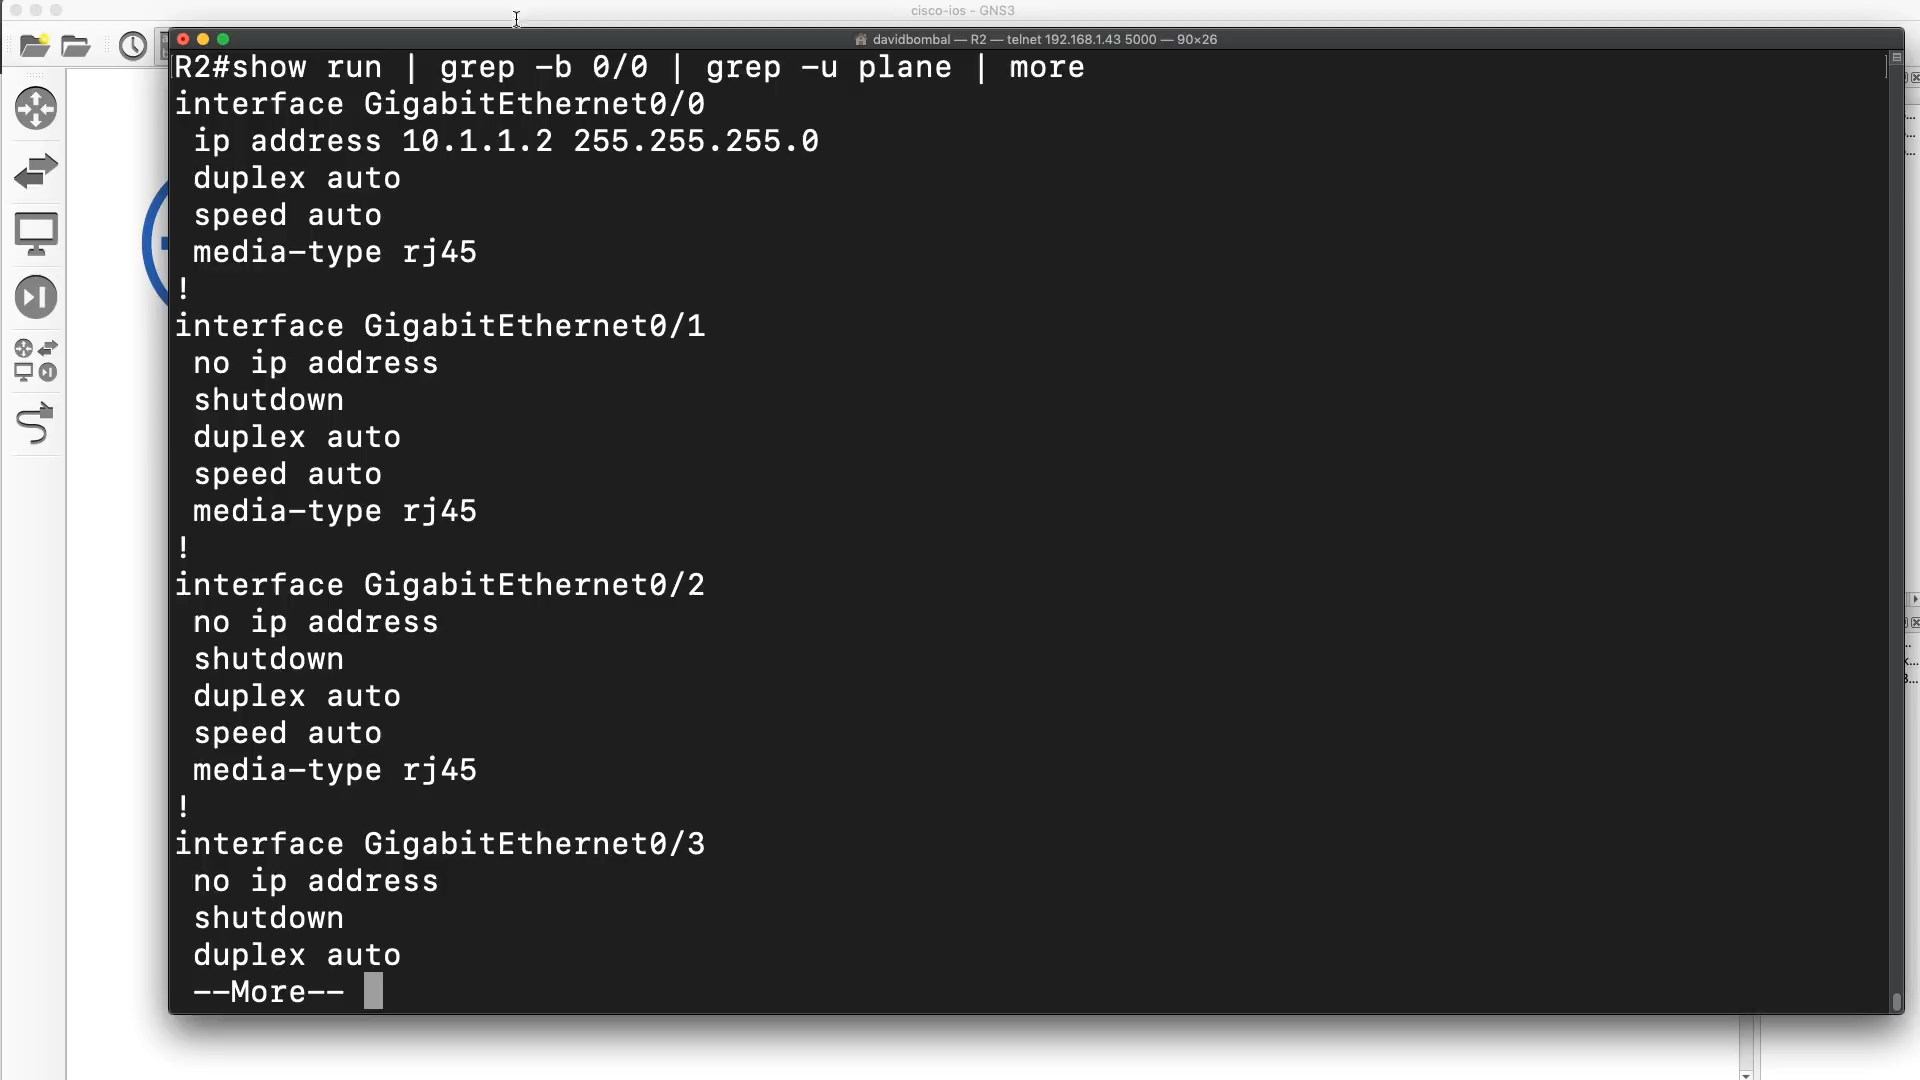 cisco-ios - GNS3
davidbombal — R2 — telnet 192.168.1.43 5000 — 90×26
R2#show run | grep -b 0/0 | grep -u plane | more
interface GigabitEthernet0/0
 ip address 10.1.1.2 255.255.255.0
 duplex auto
 speed auto
 media-type rj45
!
interface GigabitEthernet0/1
 no ip address
 shutdown
 duplex auto
 speed auto
 media-type rj45
!
interface GigabitEthernet0/2
 no ip address
 shutdown
 duplex auto
 speed auto
 media-type rj45
!
interface GigabitEthernet0/3
 no ip address
 shutdown
 duplex auto
 --More--